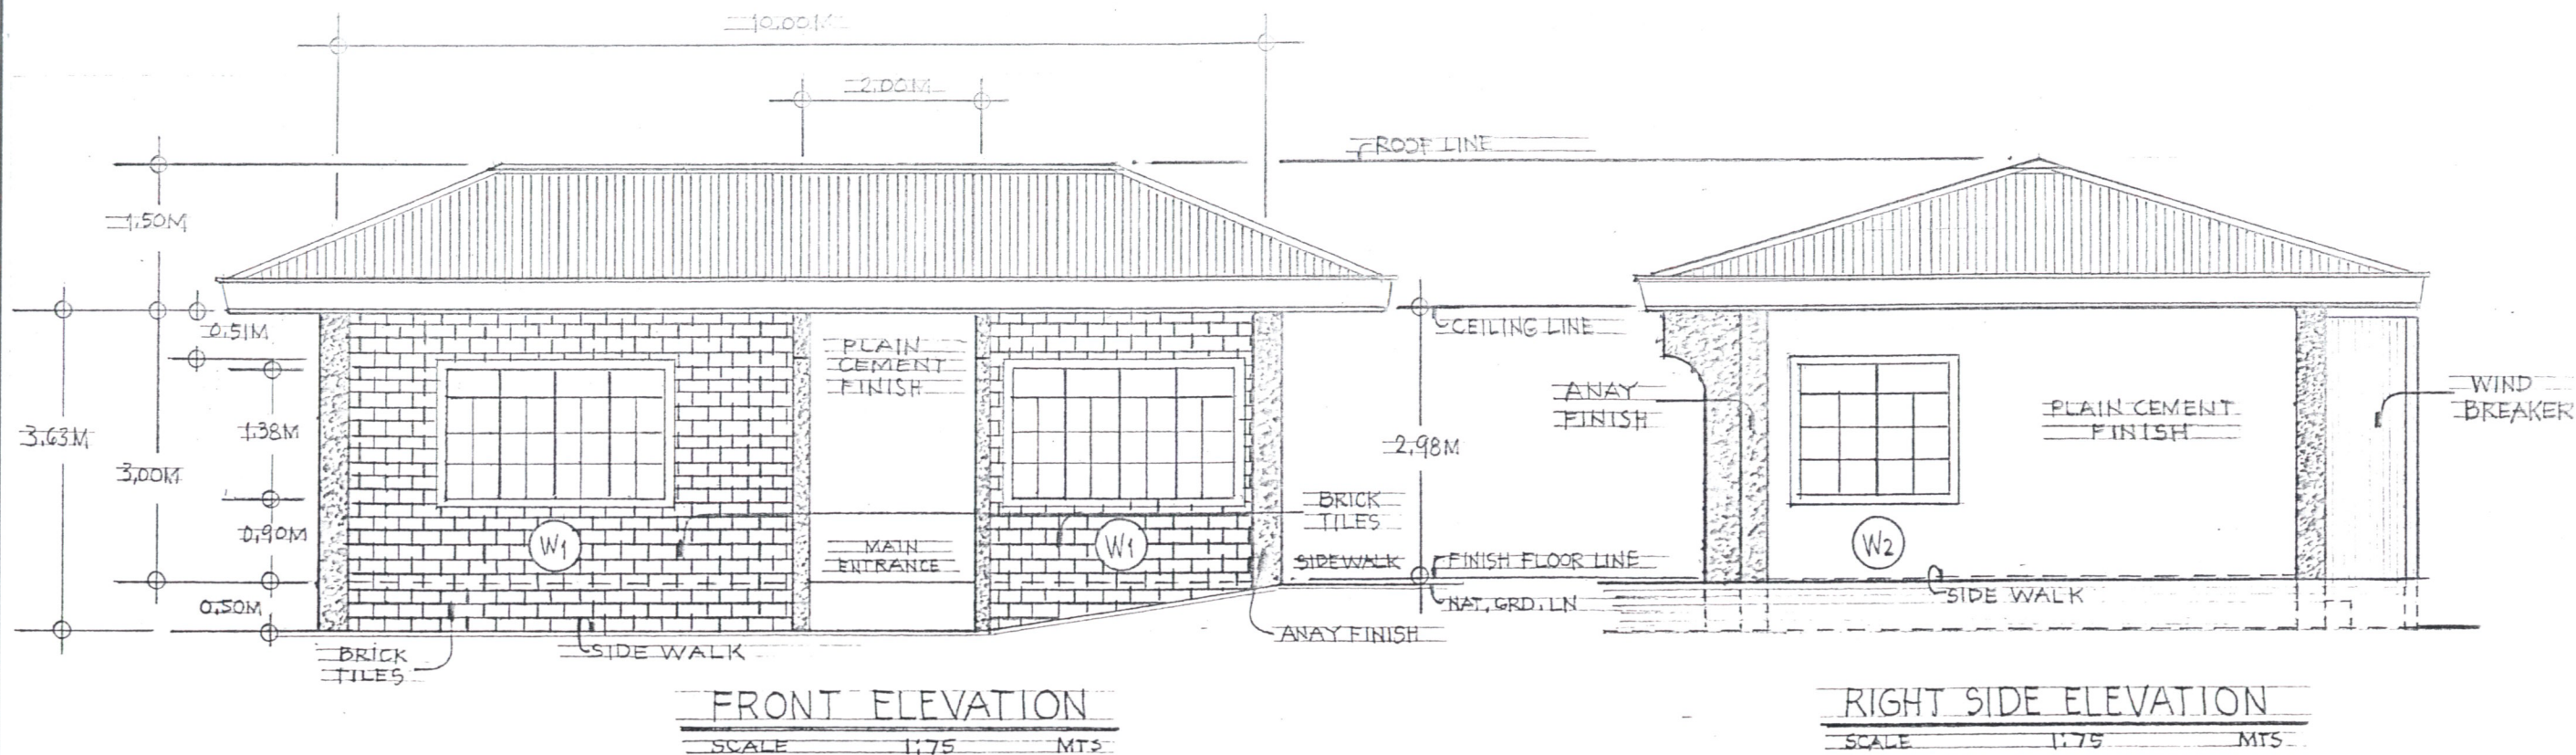 10.00M
2.00M
ROOF LINE
1.50M
0.51M
3.63M
3.00M
1.38M
0.90M
0.50M
PLAIN
CEMENT
FINISH
W1
MAIN
ENTRANCE
W1
BRICK
TILES
SIDE WALK
BRICK
TILES
SIDEWALK
ANAY FINISH
CEILING LINE
2.98M
FINISH FLOOR LINE
NAT. GRD. LN
ANAY
FINISH
PLAIN CEMENT
FINISH
W2
SIDE WALK
WIND
BREAKER
FRONT ELEVATION
SCALE 1:75 MTS
RIGHT SIDE ELEVATION
SCALE 1:75 MTS